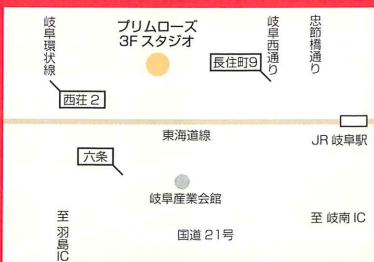 岐阜環状線
プリムローズ
3F スタジオ
岐阜西通り
忠節橋通り
長住町9
西荘 2
東海道線
JR 岐阜駅
六条
岐阜産業会館
至 羽島IC
国道 21号
至 岐南 IC